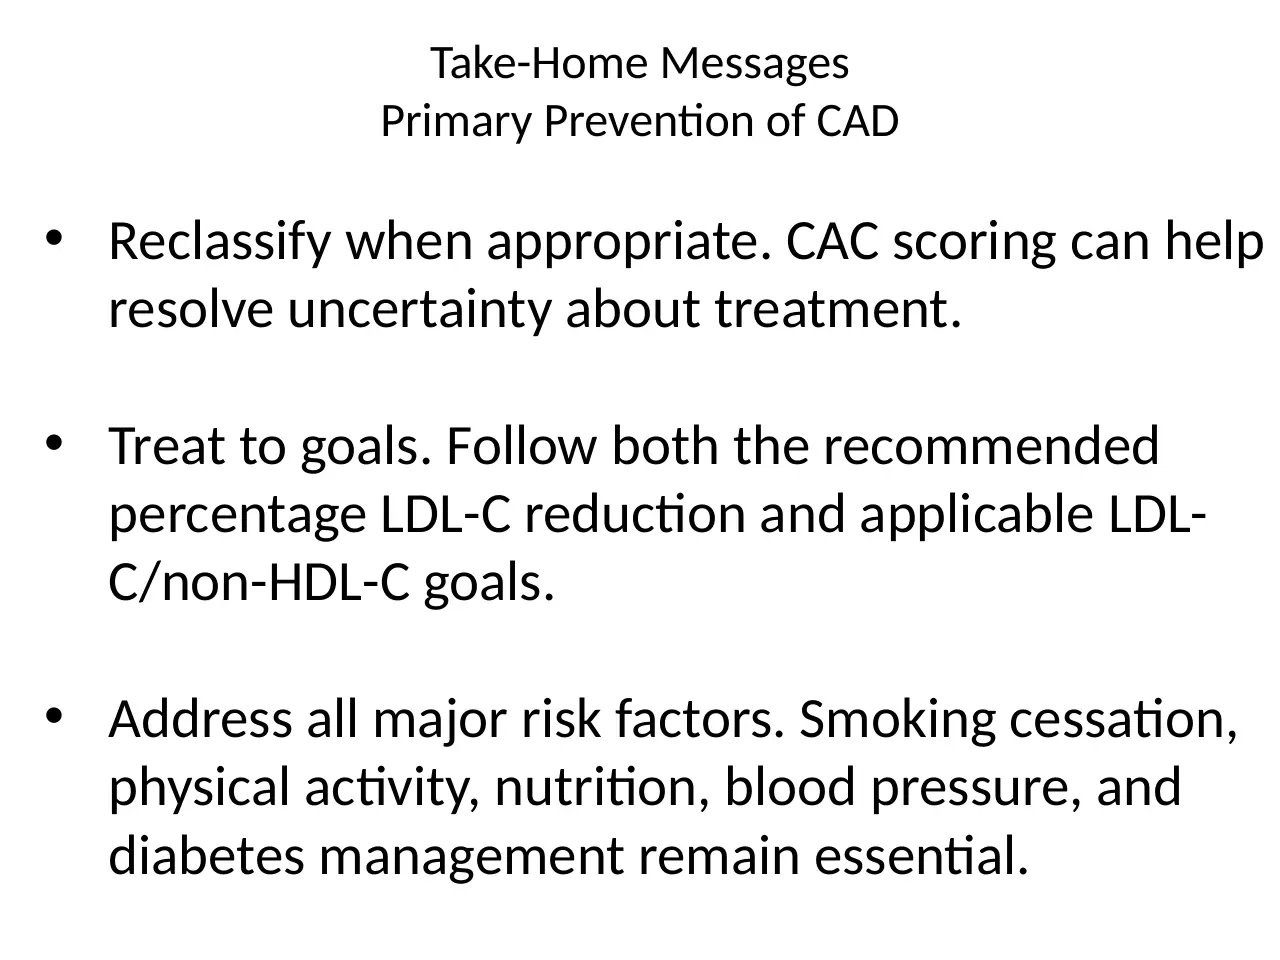 Take-Home Messages
Primary Prevention of CAD
• Reclassify when appropriate. CAC scoring can help
resolve uncertainty about treatment.
• Treat to goals. Follow both the recommended
percentage LDL-C reduction and applicable LDL-
C/non-HDL-C goals.
• Address all major risk factors. Smoking cessation,
physical activity, nutrition, blood pressure, and
diabetes management remain essential.